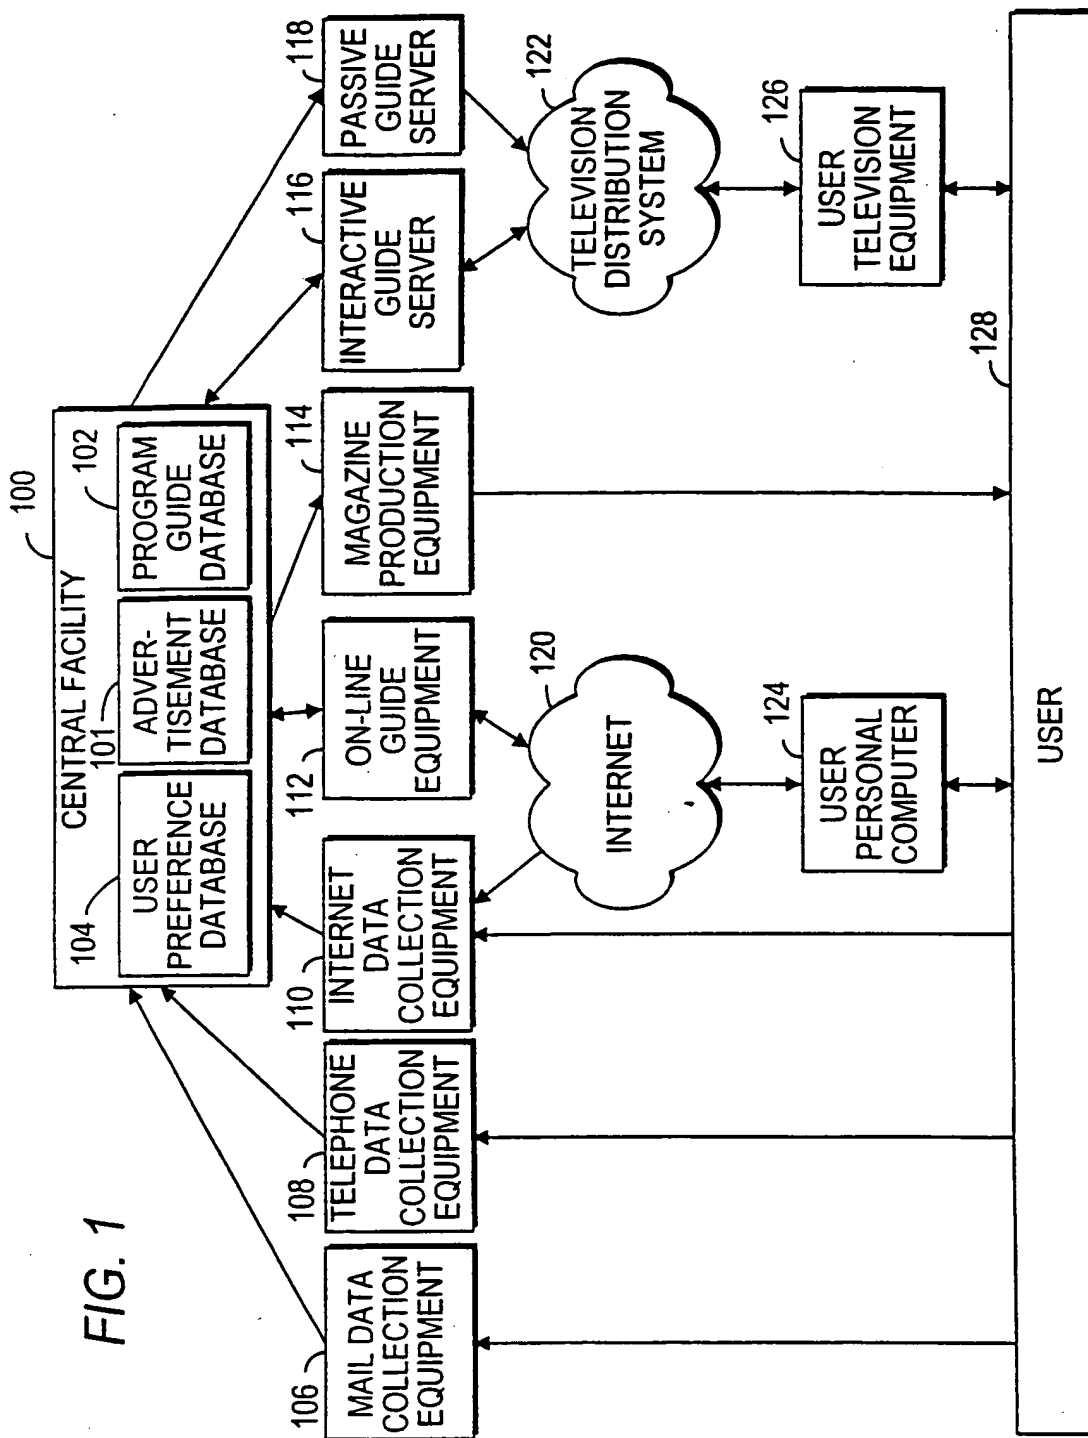 FIG. 1
100
CENTRAL FACILITY
104
USER
PREFERENCE
DATABASE
101
ADVER-
TISEMENT
DATABASE
102
PROGRAM
GUIDE
DATABASE
106
MAIL DATA
COLLECTION
EQUIPMENT
108
TELEPHONE
DATA
COLLECTION
EQUIPMENT
110
INTERNET
DATA
COLLECTION
EQUIPMENT
112
ON-LINE
GUIDE
EQUIPMENT
114
MAGAZINE
PRODUCTION
EQUIPMENT
116
INTERACTIVE
GUIDE
SERVER
118
PASSIVE
GUIDE
SERVER
120
INTERNET
122
TELEVISION
DISTRIBUTION
SYSTEM
124
USER
PERSONAL
COMPUTER
126
USER
TELEVISION
EQUIPMENT
128
USER